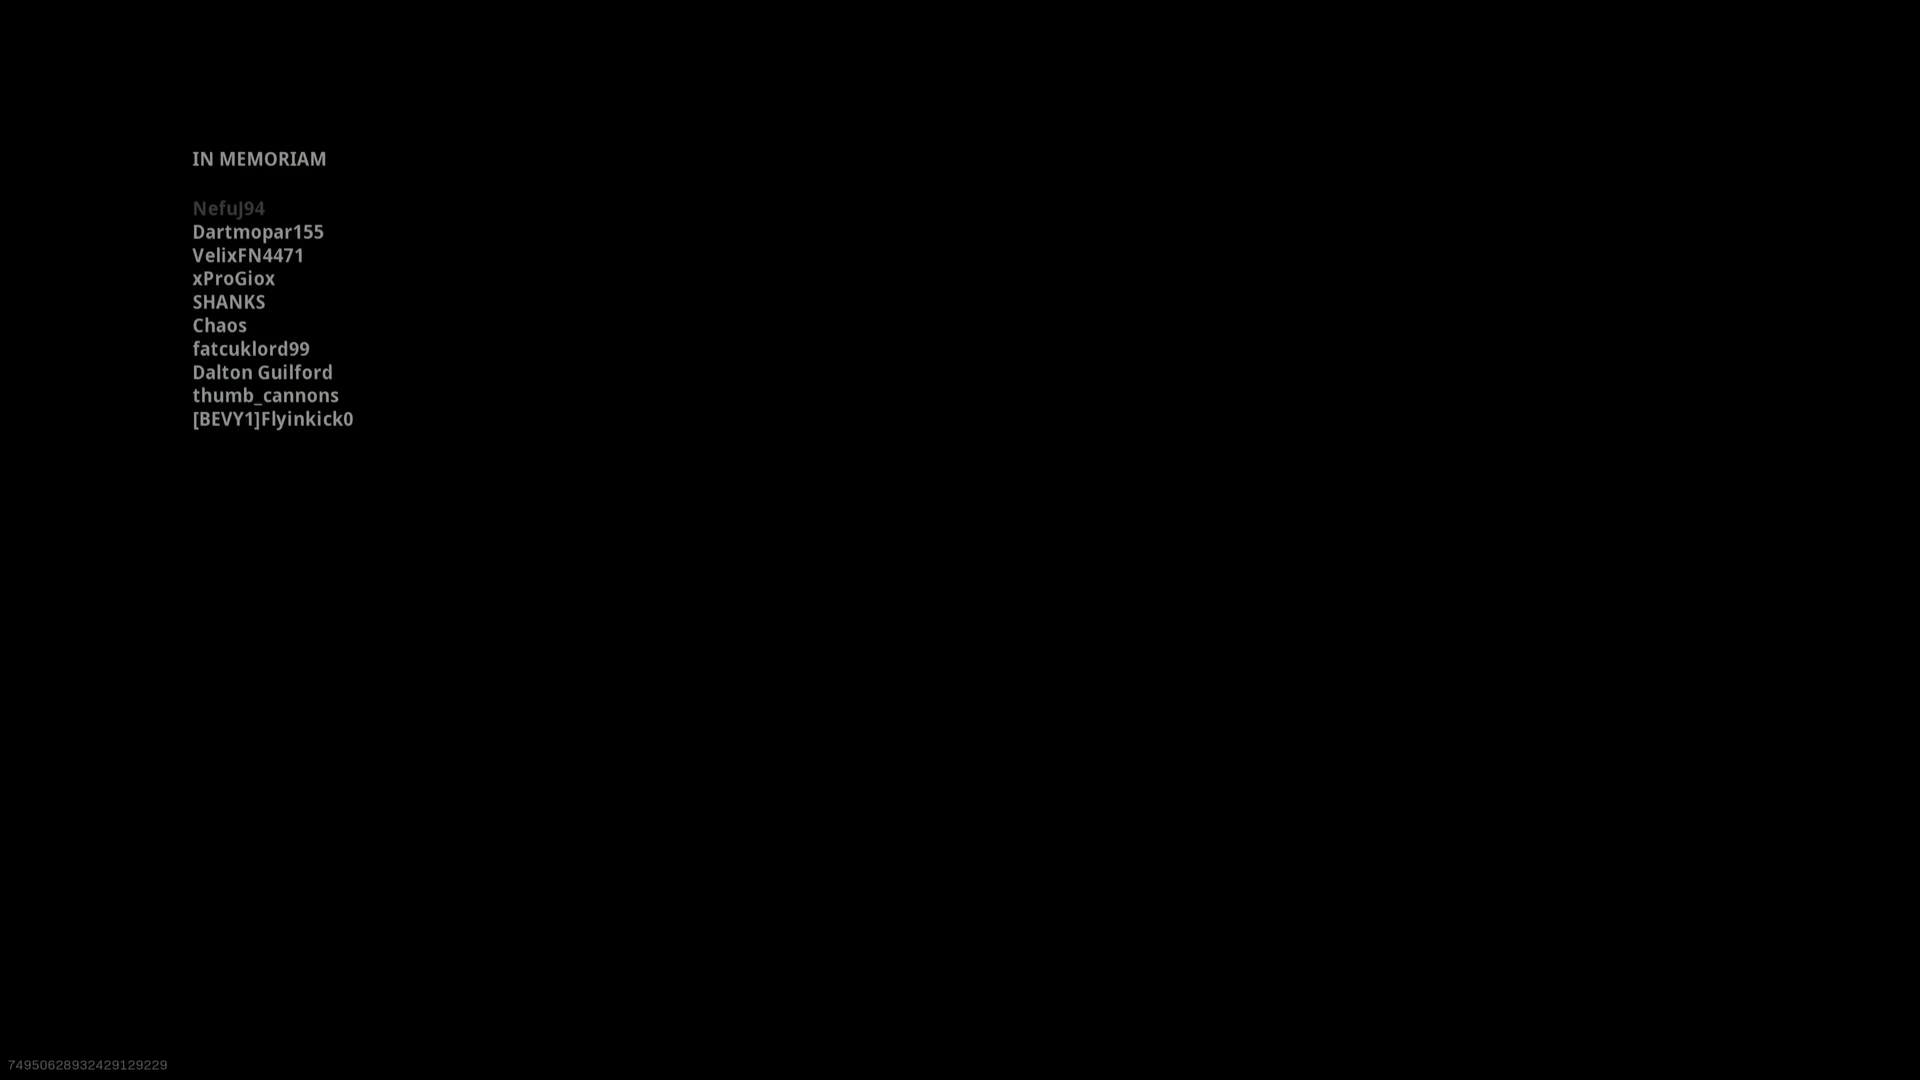 IN MEMORIAM
NefuJ94
Dartmopar155
VelixFN4471
xProGiox
SHANKS
Chaos
fatcuklord99
Dalton Guilford
thumb_cannons
[BEVY1]Flyinkick0
74950628932429129229